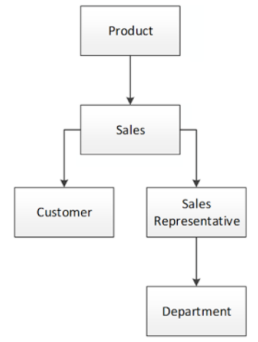 Product
Sales
Customer
Sales
Representative
Department